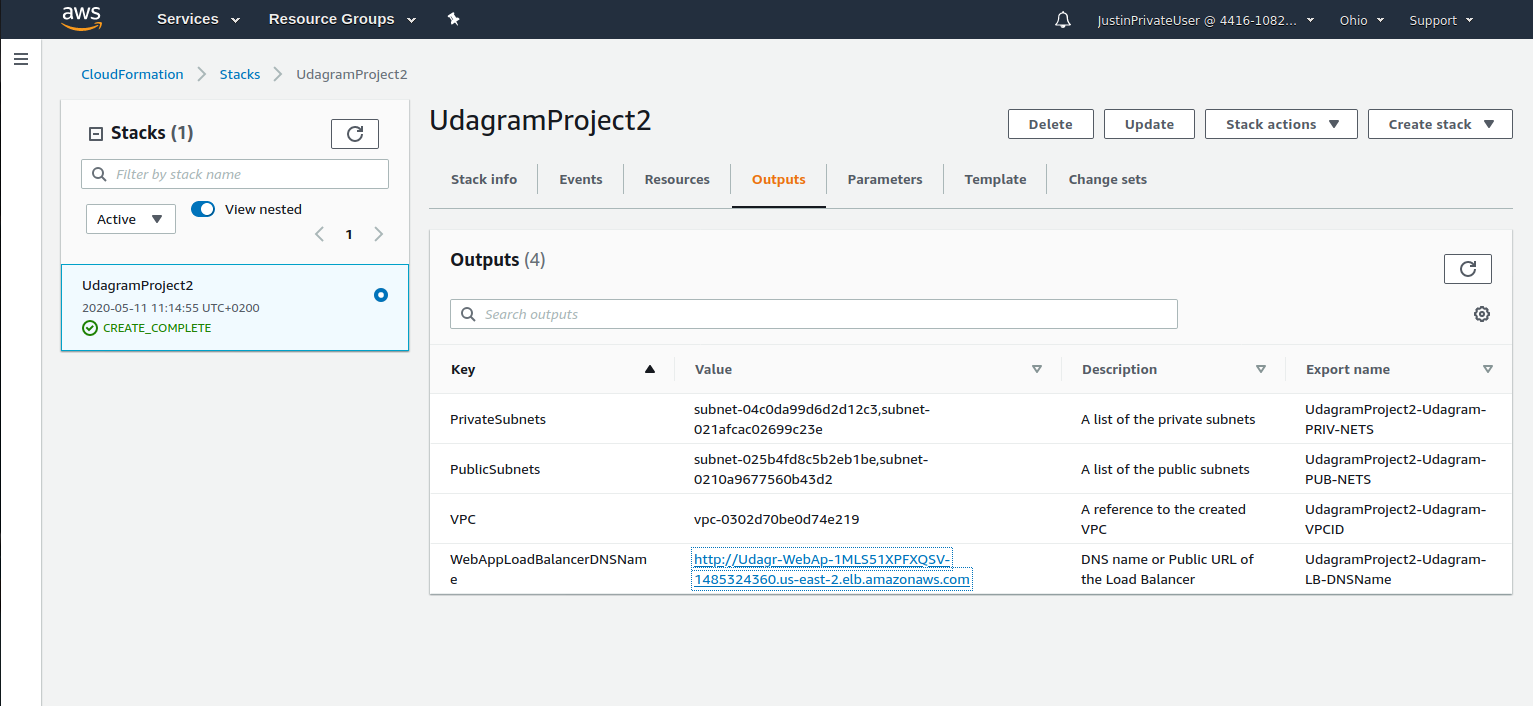 aws Services Resource Groups JustinPrivateUser @ 4416-1082... Ohio Support
CloudFormation Stacks UdagramProject2
Stacks (1)
Filter by stack name
Active View nested
1
UdagramProject2
2020-05-11 11:14:55 UTC+0200
CREATE_COMPLETE
UdagramProject2
Delete Update Stack actions Create stack
Stack info Events Resources Outputs Parameters Template Change sets
Outputs (4)
Search outputs
Key Value Description Export name
PrivateSubnets
subnet-04c0da99d6d2d12c3,subnet-
021afcac02699c23e
A list of the private subnets
UdagramProject2-Udagram-
PRIV-NETS
PublicSubnets
subnet-025b4fd8c5b2eb1be,subnet-
0210a9677560b43d2
A list of the public subnets
UdagramProject2-Udagram-
PUB-NETS
VPC
vpc-0302d70be0d74e219
A reference to the created
VPC
UdagramProject2-Udagram-
VPCID
WebAppLoadBalancerDNSNam
e
http://Udagr-WebAp-1MLS51XPFXQSV-
1485324360.us-east-2.elb.amazonaws.com
DNS name or Public URL of
the Load Balancer
UdagramProject2-Udagram-
LB-DNSName